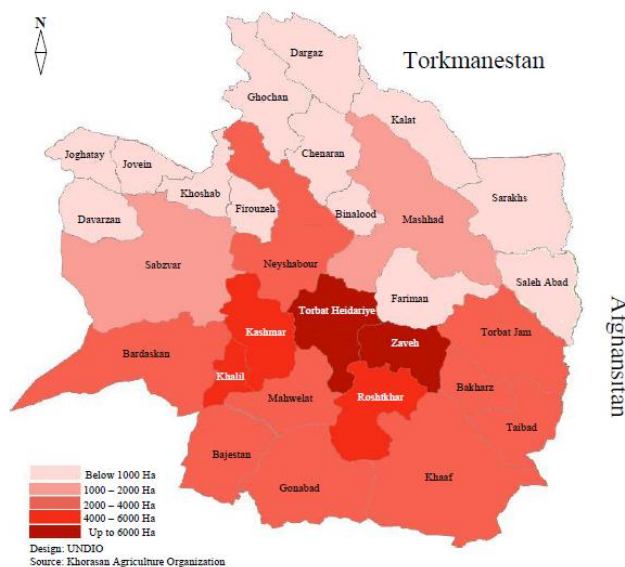 N
Dargaz
Torkmanestan
Ghochan
Kalat
Chenaran
Joghatay
Jovein
Khoshab
Firouzeh
Binalood
Sarakhs
Davarzan
Mashhad
Sabzvar
Neyshabour
Saleh Abad
Fariman
Torbat Heidariye
Afghansitan
Kashmar
Zaveh
Torbat Jam
Bardaskan
Khalil
Mahwelat
Roshtkhar
Bakharz
Taibad
Bajestan
Khaaf
Gonabad
Below 1000 Ha
1000 – 2000 Ha
2000 – 4000 Ha
4000 – 6000 Ha
Up to 6000 Ha
Design: UNDIO
Source: Khorasan Agriculture Organization